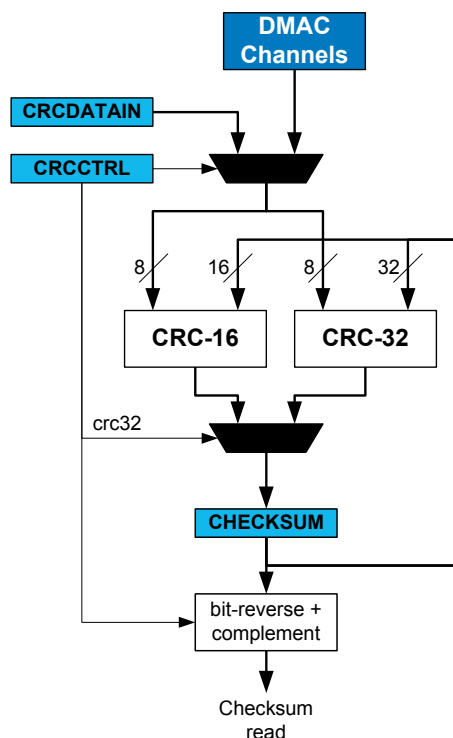 DMAC
Channels
CRCDATAIN
CRCCTRL
8
16
8
32
CRC-16
CRC-32
crc32
CHECKSUM
bit-reverse +
complement
Checksum
read